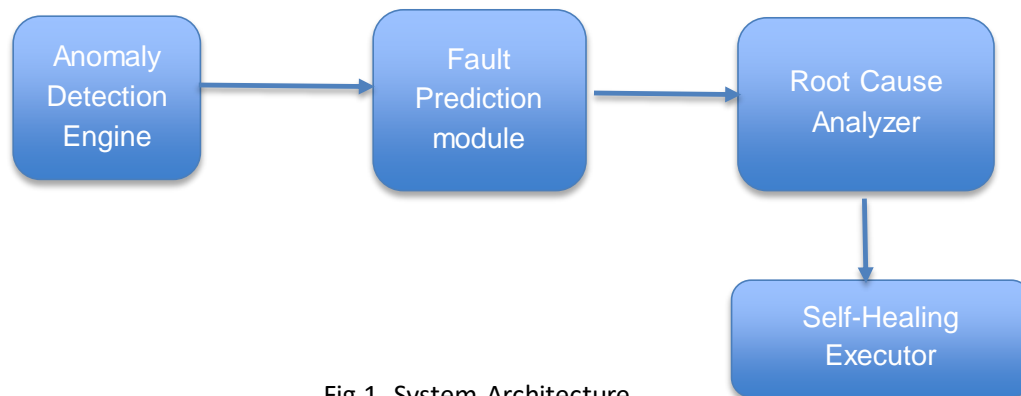 Anomaly
Detection
Engine
Fault
Prediction
module
Root Cause
Analyzer
Self-Healing
Executor
Fig 1. System Architecture